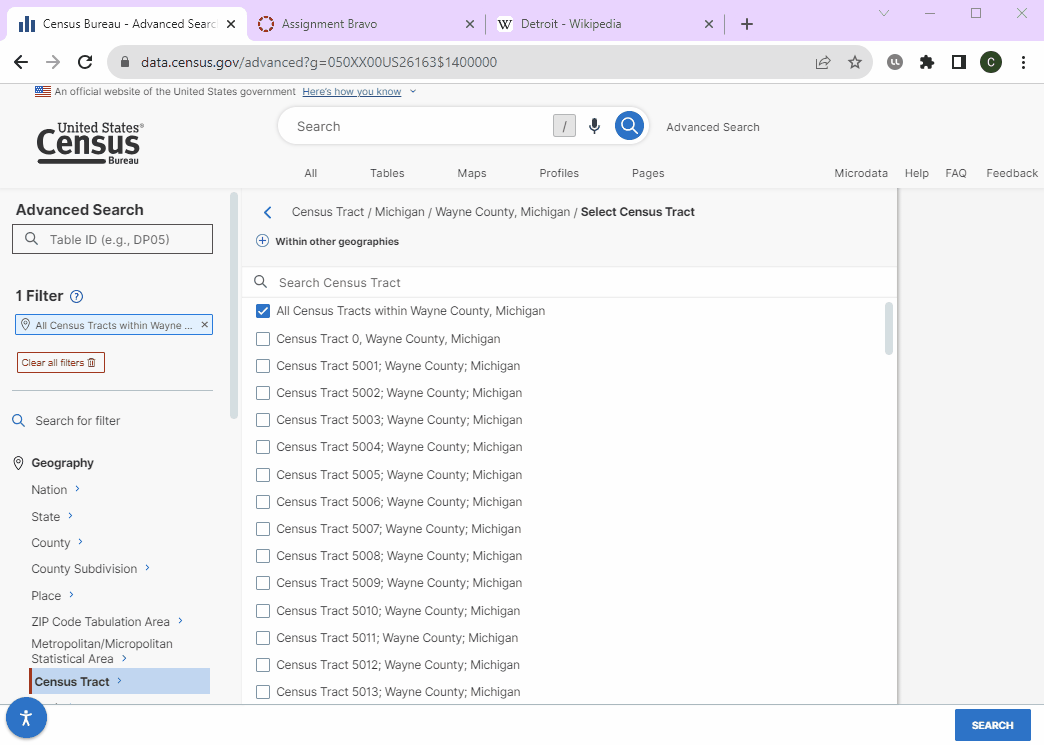 Census Bureau - Advanced Searc
Assignment Bravo
W Detroit - Wikipedia
data.census.gov/advanced?g=050XX00US26163$1400000
C
An official website of the United States government Here's how you know
United States®
Census
Bureau
Search
/
Advanced Search
All Tables Maps Profiles Pages
Microdata Help FAQ Feedback
Advanced Search
Table ID (e.g., DP05)
1 Filter ?
All Census Tracts within Wayne ... ×
Clear all filters
Search for filter
Geography
Nation
State
County
County Subdivision
Place
ZIP Code Tabulation Area
Metropolitan/Micropolitan
Statistical Area
Census Tract
Census Tract / Michigan / Wayne County, Michigan / Select Census Tract
Within other geographies
Search Census Tract
All Census Tracts within Wayne County, Michigan
Census Tract 0, Wayne County, Michigan
Census Tract 5001; Wayne County; Michigan
Census Tract 5002; Wayne County; Michigan
Census Tract 5003; Wayne County; Michigan
Census Tract 5004; Wayne County; Michigan
Census Tract 5005; Wayne County; Michigan
Census Tract 5006; Wayne County; Michigan
Census Tract 5007; Wayne County; Michigan
Census Tract 5008; Wayne County; Michigan
Census Tract 5009; Wayne County; Michigan
Census Tract 5010; Wayne County; Michigan
Census Tract 5011; Wayne County; Michigan
Census Tract 5012; Wayne County; Michigan
Census Tract 5013; Wayne County; Michigan
SEARCH